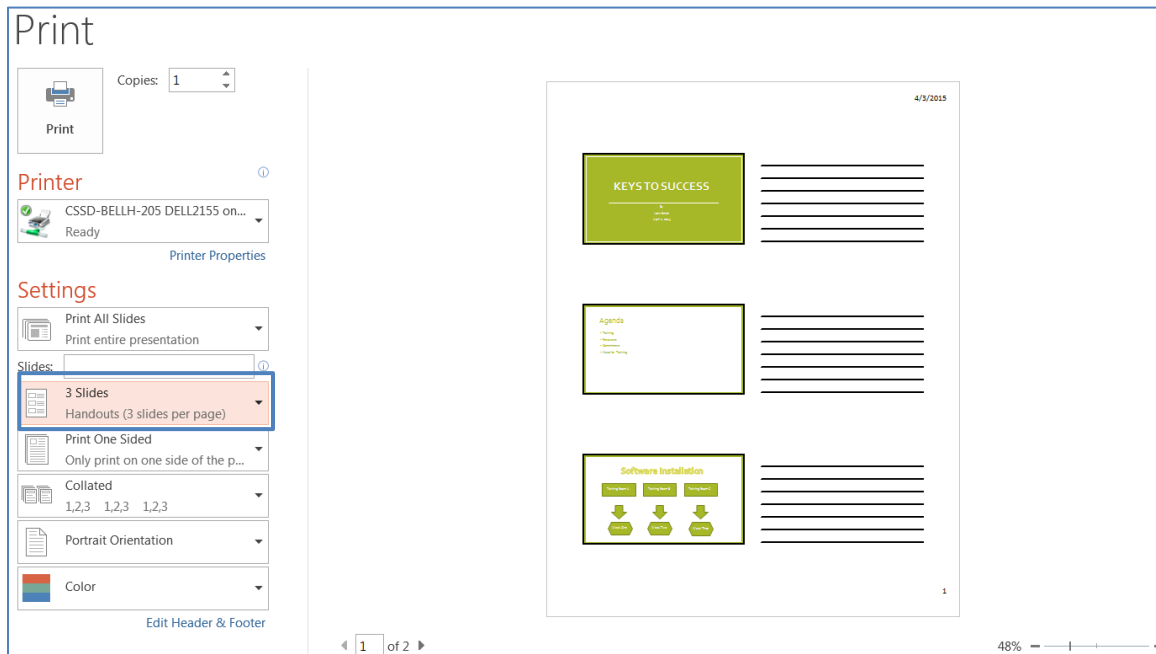 Print
Copies: 1
Print
Printer
CSSD-BELLH-205 DELL2155 on...
Ready
Printer Properties
Settings
Print All Slides
Print entire presentation
Slides:
3 Slides
Handouts (3 slides per page)
Print One Sided
Only print on one side of the p...
Collated
1,2,3 1,2,3 1,2,3
Portrait Orientation
Color
Edit Header & Footer
4/3/2015
KEYS TO SUCCESS
Agenda
Software Installation
1
1 of 2
48%